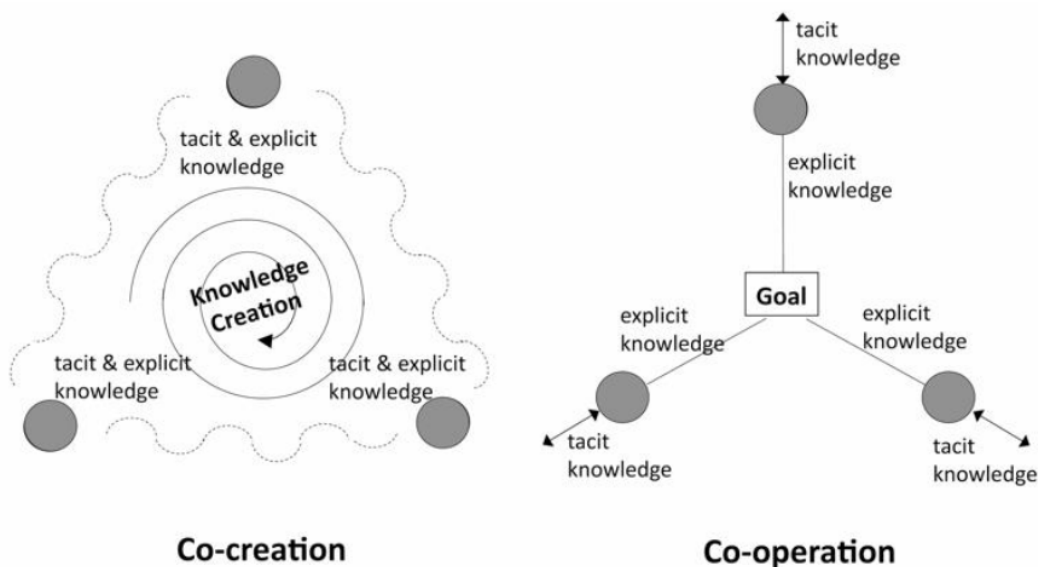 tacit & explicit
knowledge
Knowledge
Creation
tacit & explicit
knowledge
tacit & explicit
knowledge
Co-creation
tacit
knowledge
explicit
knowledge
Goal
explicit
knowledge
explicit
knowledge
tacit
knowledge
tacit
knowledge
Co-operation